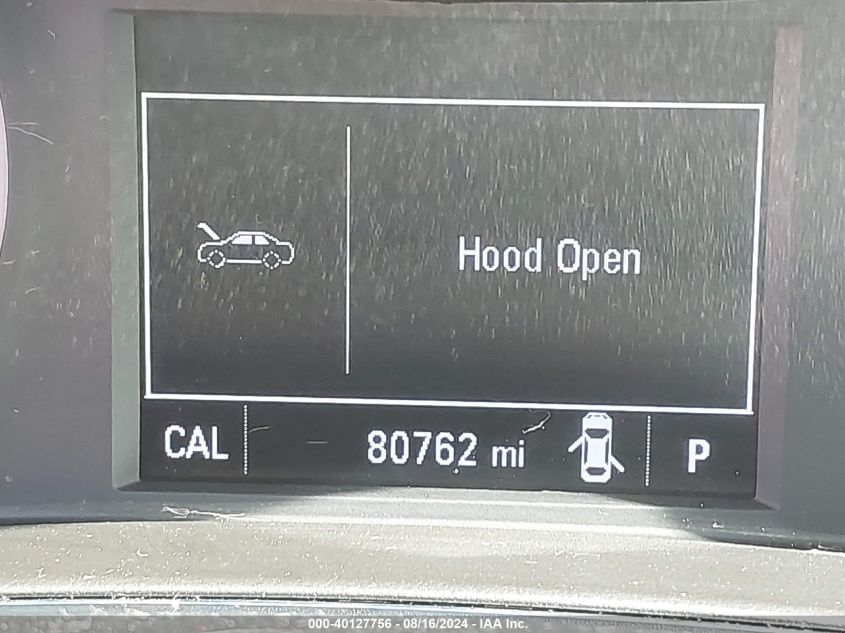 Hood Open
CAL 80762 mi P
000-40127756 - 08/16/2024 - IAA Inc.